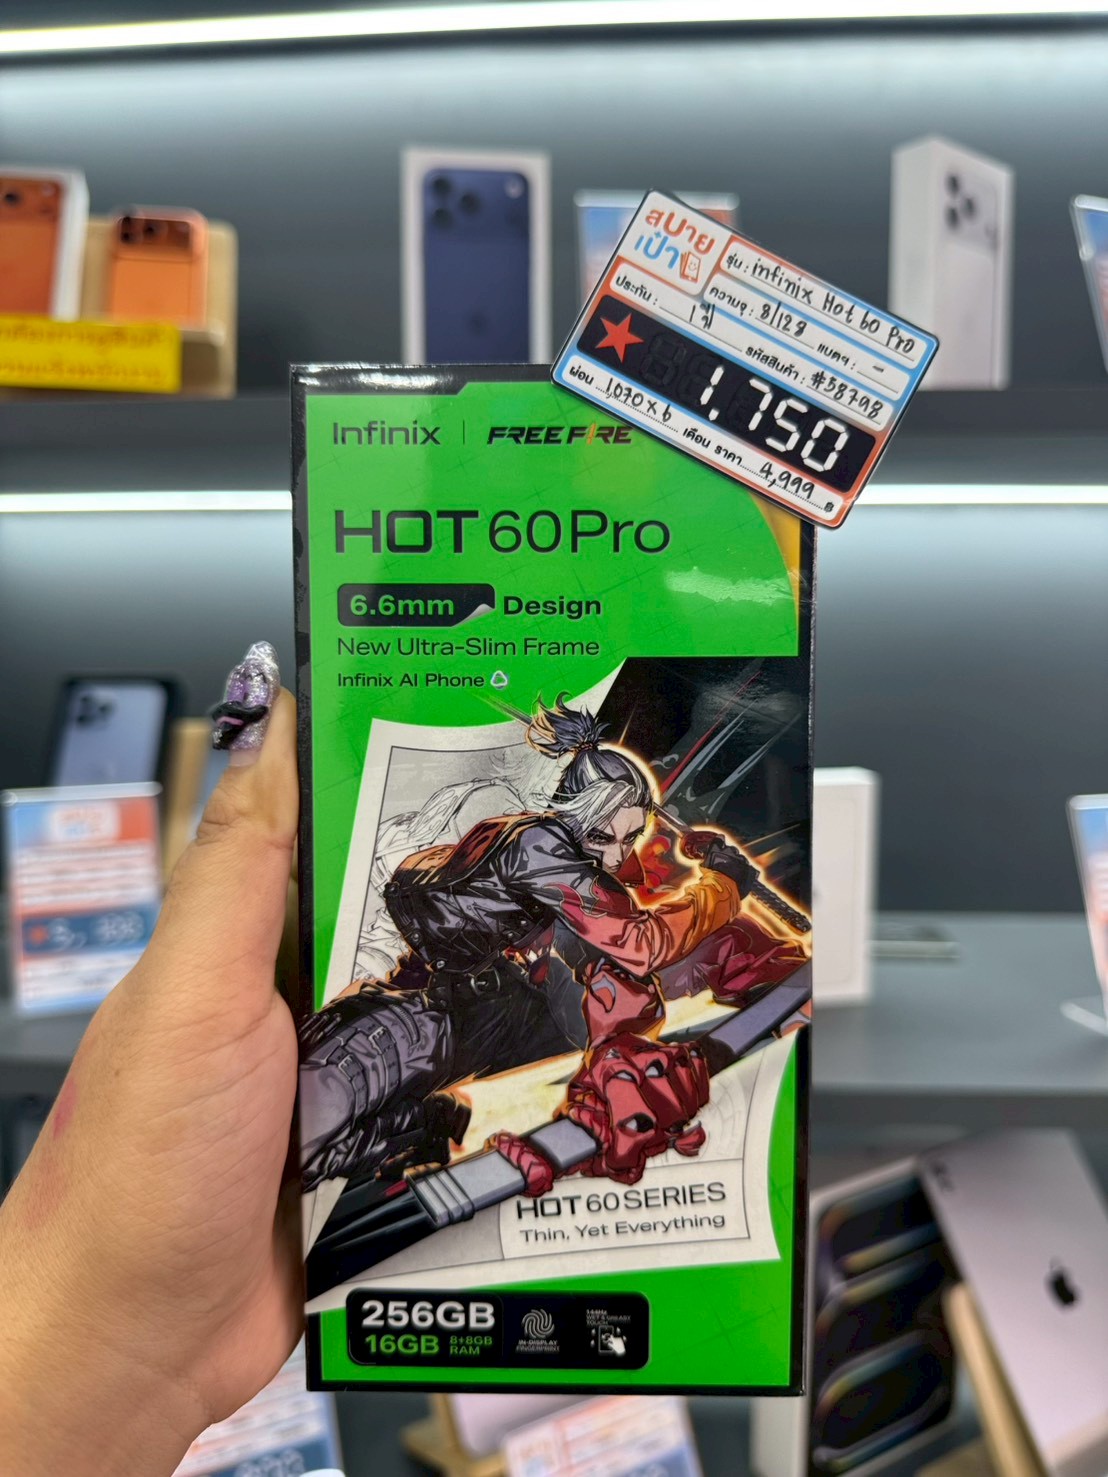 สบาย
เป๋า
รุ่น : infinix Hot 60 Pro
ประกัน : 1 ปี ความจุ : 8/128 แบตฯ : -
รหัสสินค้า : #58798
1.750
ผ่อน 1,070 x 6 เดือน ราคา 4,999 ฿
Infinix | FREE FIRE
HOT 60 Pro
6.6mm Design
New Ultra-Slim Frame
Infinix AI Phone
HOT 60 SERIES
Thin, Yet Everything
256GB
16GB 8+8GB RAM
IN-DISPLAY
FINGERPRINT